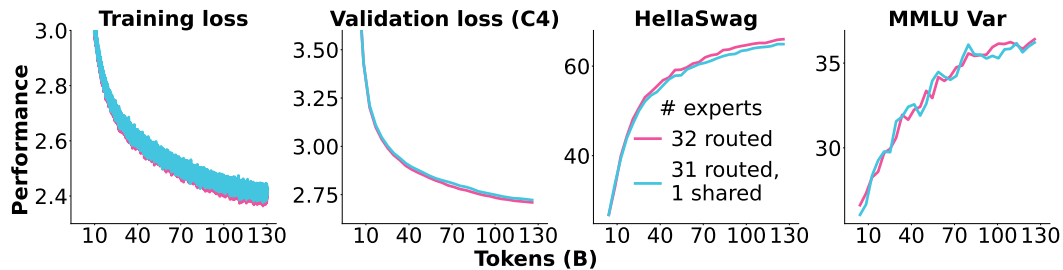 Training loss
Validation loss (C4)
HellaSwag
MMLU Var
Performance
3.0
2.8
2.6
2.4
10 40 70 100 130
3.50
3.25
3.00
2.75
10 40 70 100 130
60
40
# experts
32 routed
31 routed,
1 shared
10 40 70 100 130
35
30
10 40 70 100 130
Tokens (B)